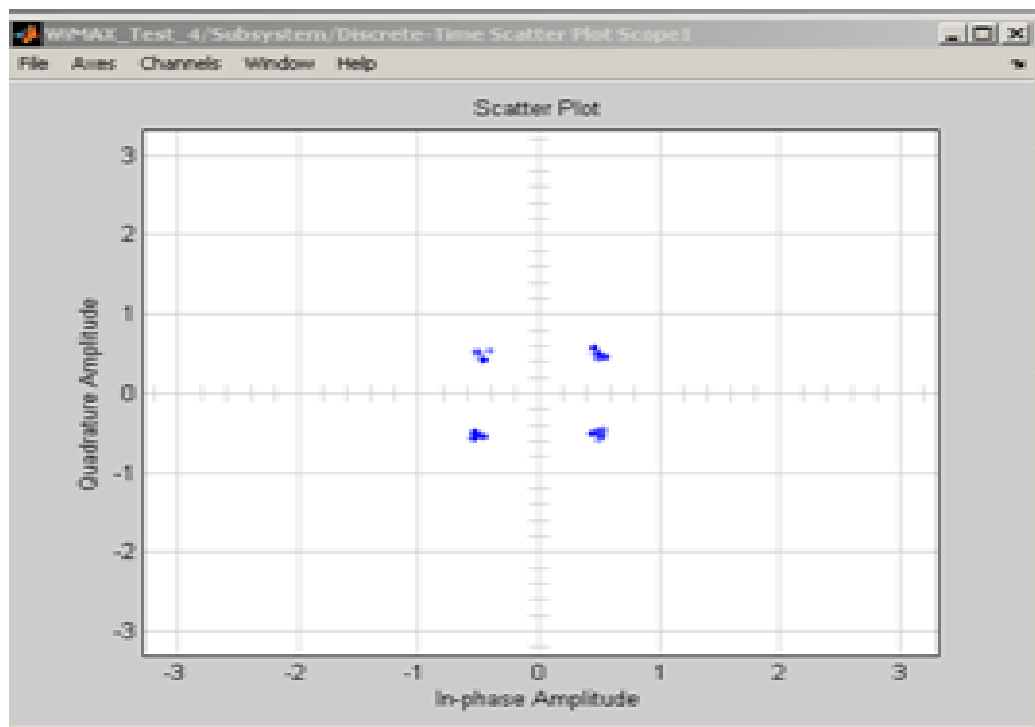 WiMAX_Test_4/Subsystem/Discrete-Time Scatter Plot Scope1
File Axes Channels Window Help
Scatter Plot
3
2
1
0
-1
-2
-3
Quadrature Amplitude
-3 -2 -1 0 1 2 3
In-phase Amplitude